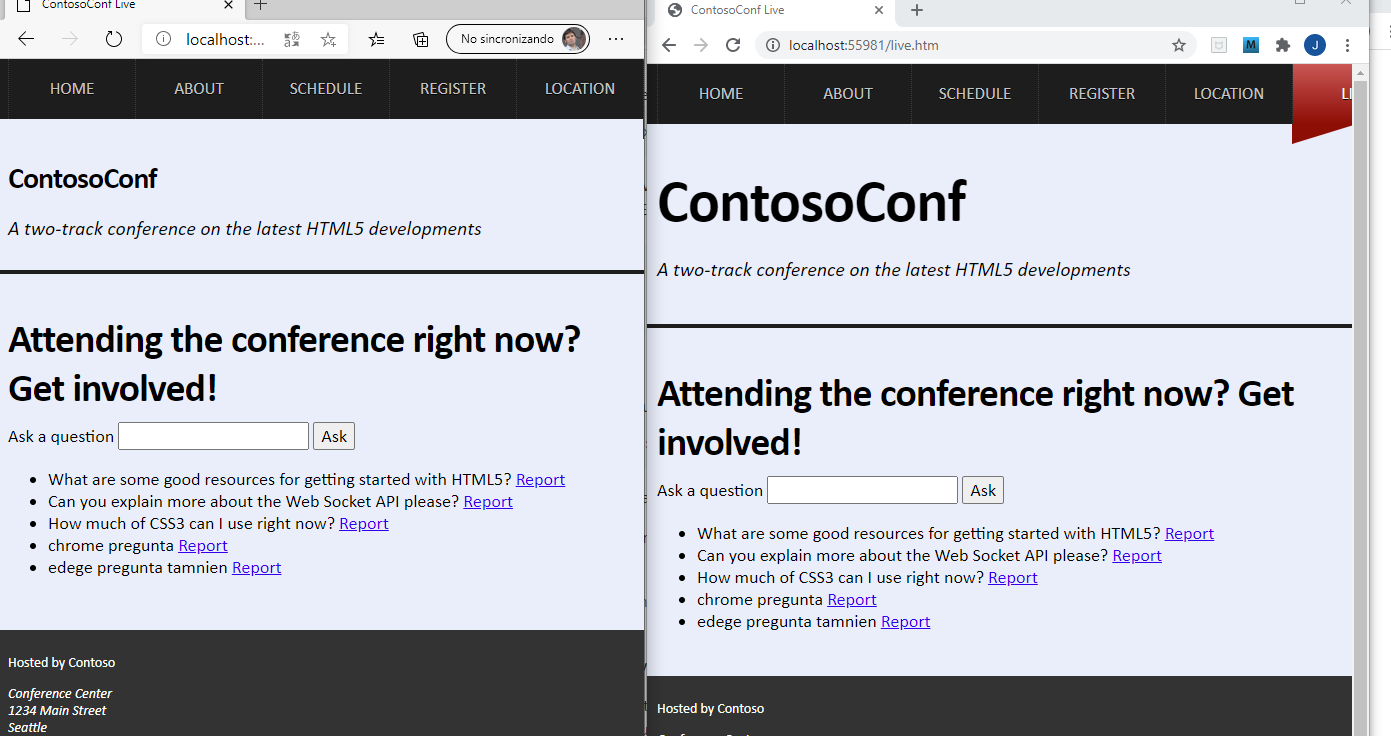 ContosoConf Live
localhost:...
No sincronizando
HOME
ABOUT
SCHEDULE
REGISTER
LOCATION
ContosoConf
A two-track conference on the latest HTML5 developments
Attending the conference right now?
Get involved!
Ask a question
Ask
What are some good resources for getting started with HTML5? Report
Can you explain more about the Web Socket API please? Report
How much of CSS3 can I use right now? Report
chrome pregunta Report
edege pregunta tamnien Report
Hosted by Contoso
Conference Center
1234 Main Street
Seattle
ContosoConf Live
localhost:55981/live.htm
M
J
HOME
ABOUT
SCHEDULE
REGISTER
LOCATION
ContosoConf
A two-track conference on the latest HTML5 developments
Attending the conference right now? Get
involved!
Ask a question
Ask
What are some good resources for getting started with HTML5? Report
Can you explain more about the Web Socket API please? Report
How much of CSS3 can I use right now? Report
chrome pregunta Report
edege pregunta tamnien Report
Hosted by Contoso